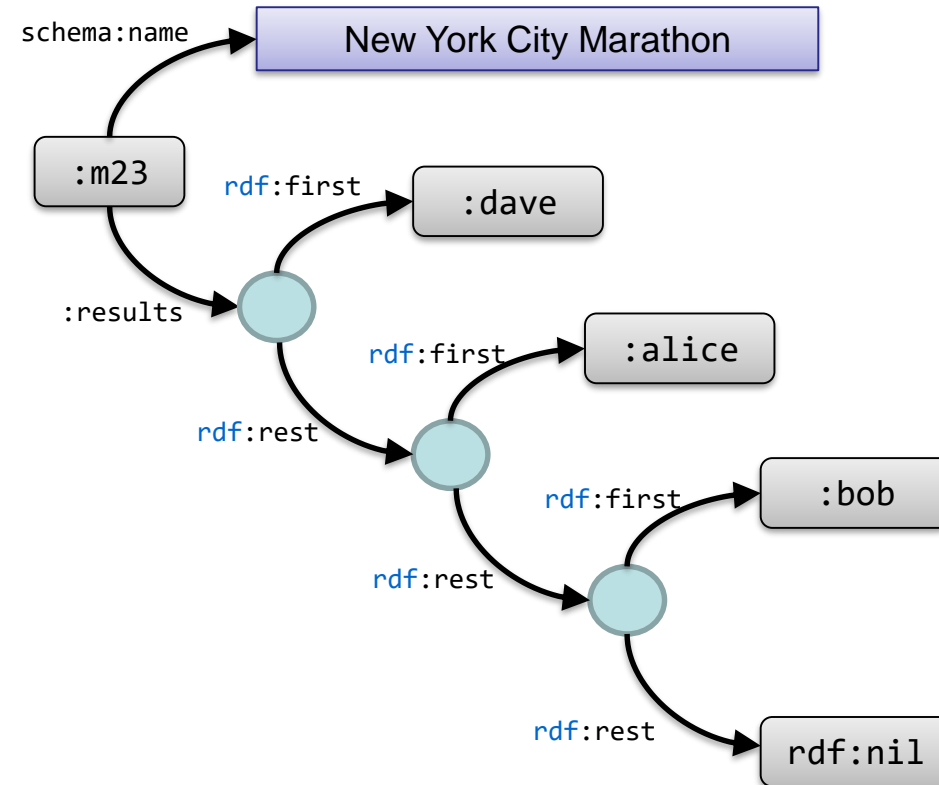 schema:name
New York City Marathon
:m23
rdf:first
:dave
:results
rdf:first
:alice
rdf:rest
rdf:first
:bob
rdf:rest
rdf:rest
rdf:nil